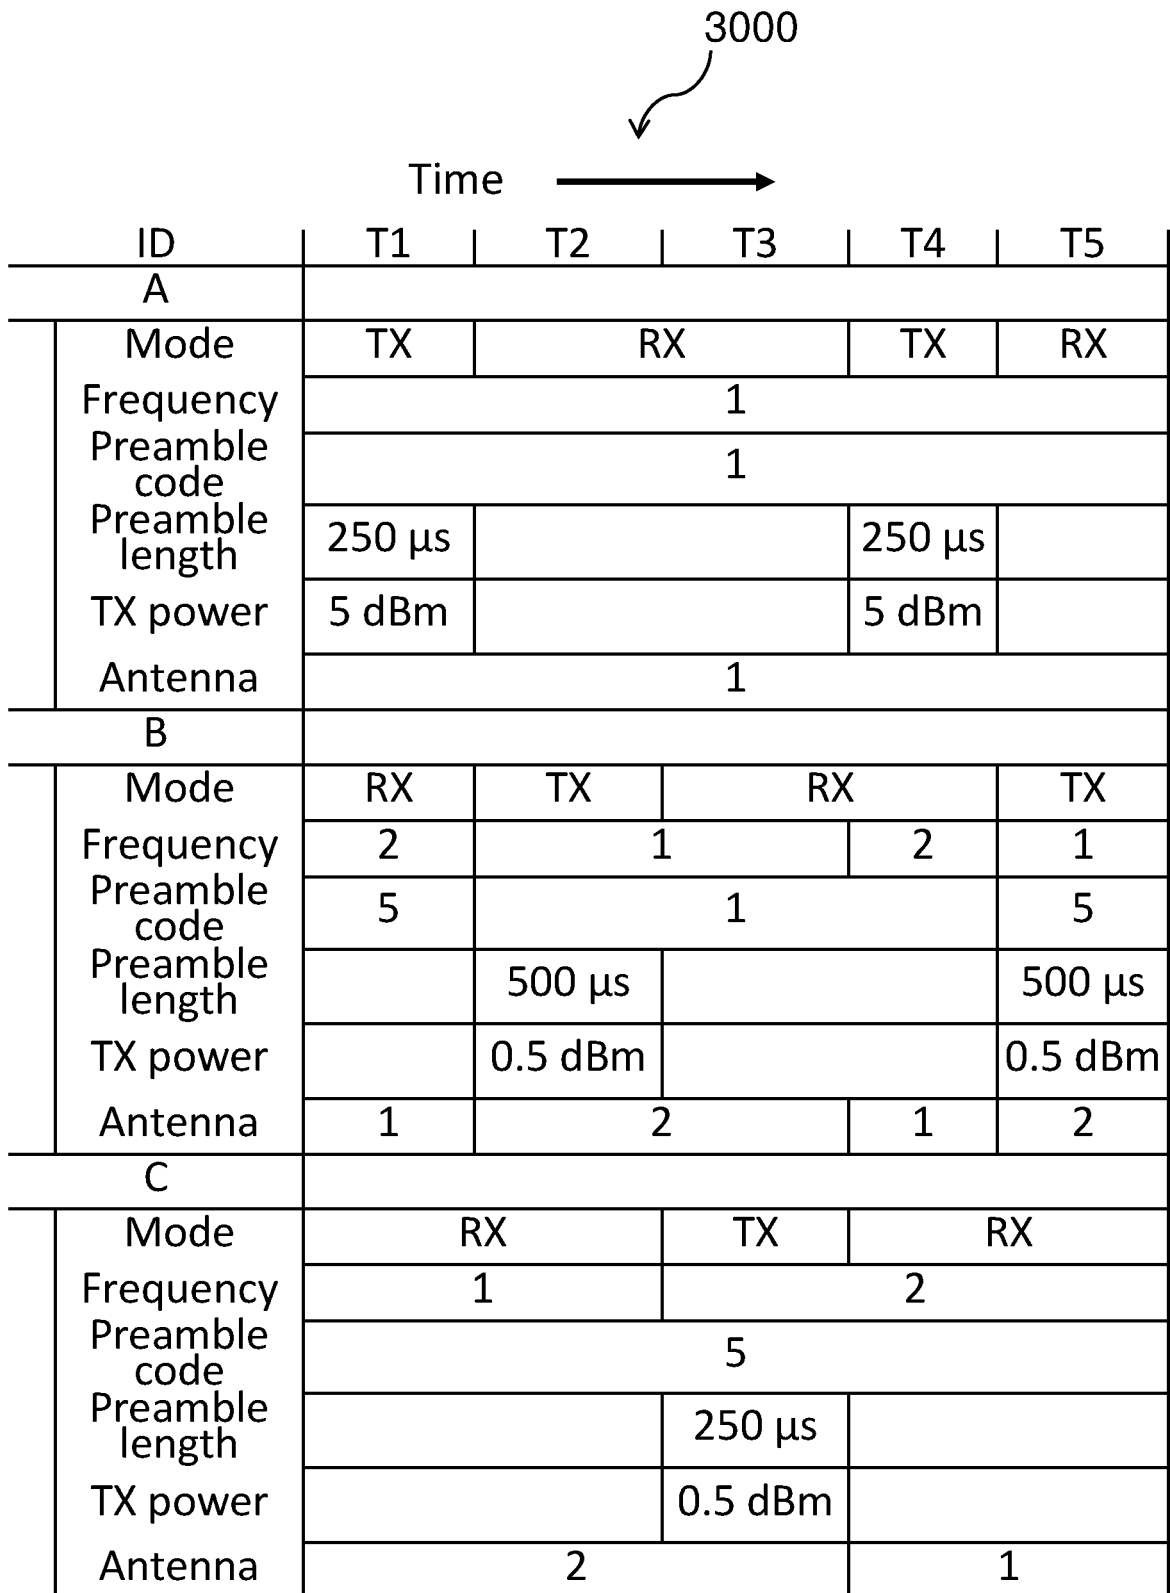 3000
Time
ID T1 T2 T3 T4 T5
A
Mode TX RX TX RX
Frequency 1
Preamble
code 1
Preamble
length 250 µs 250 µs
TX power 5 dBm 5 dBm
Antenna 1
B
Mode RX TX RX TX
Frequency 2 1 2 1
Preamble
code 5 1 5
Preamble
length 500 µs 500 µs
TX power 0.5 dBm 0.5 dBm
Antenna 1 2 1 2
C
Mode RX TX RX
Frequency 1 2
Preamble
code 5
Preamble
length 250 µs
TX power 0.5 dBm
Antenna 2 1